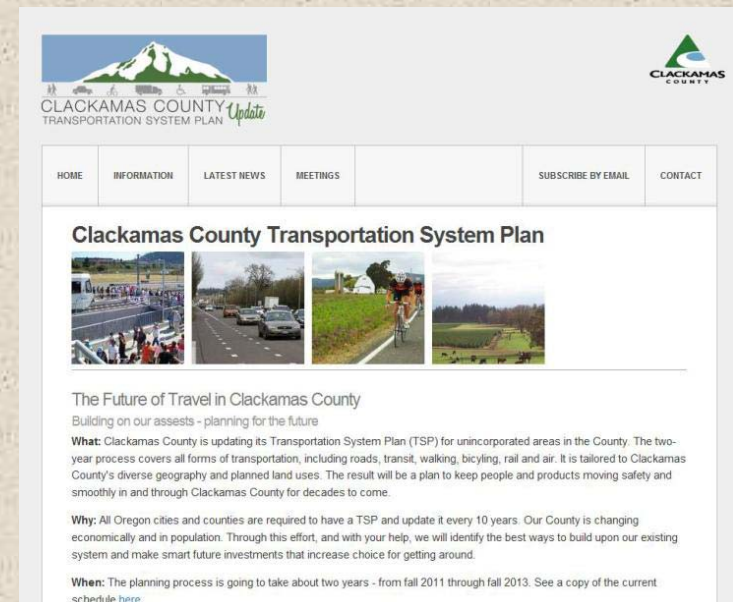 CLACKAMAS COUNTY
TRANSPORTATION SYSTEM PLAN Update
CLACKAMAS
COUNTY
HOME INFORMATION LATEST NEWS MEETINGS SUBSCRIBE BY EMAIL CONTACT
Clackamas County Transportation System Plan
The Future of Travel in Clackamas County
Building on our assests - planning for the future
What: Clackamas County is updating its Transportation System Plan (TSP) for unincorporated areas in the County. The two-
year process covers all forms of transportation, including roads, transit, walking, bicyling, rail and air. It is tailored to Clackamas
County's diverse geography and planned land uses. The result will be a plan to keep people and products moving safety and
smoothly in and through Clackamas County for decades to come.
Why: All Oregon cities and counties are required to have a TSP and update it every 10 years. Our County is changing
economically and in population. Through this effort, and with your help, we will identify the best ways to build upon our existing
system and make smart future investments that increase choice for getting around.
When: The planning process is going to take about two years - from fall 2011 through fall 2013. See a copy of the current
schedule here